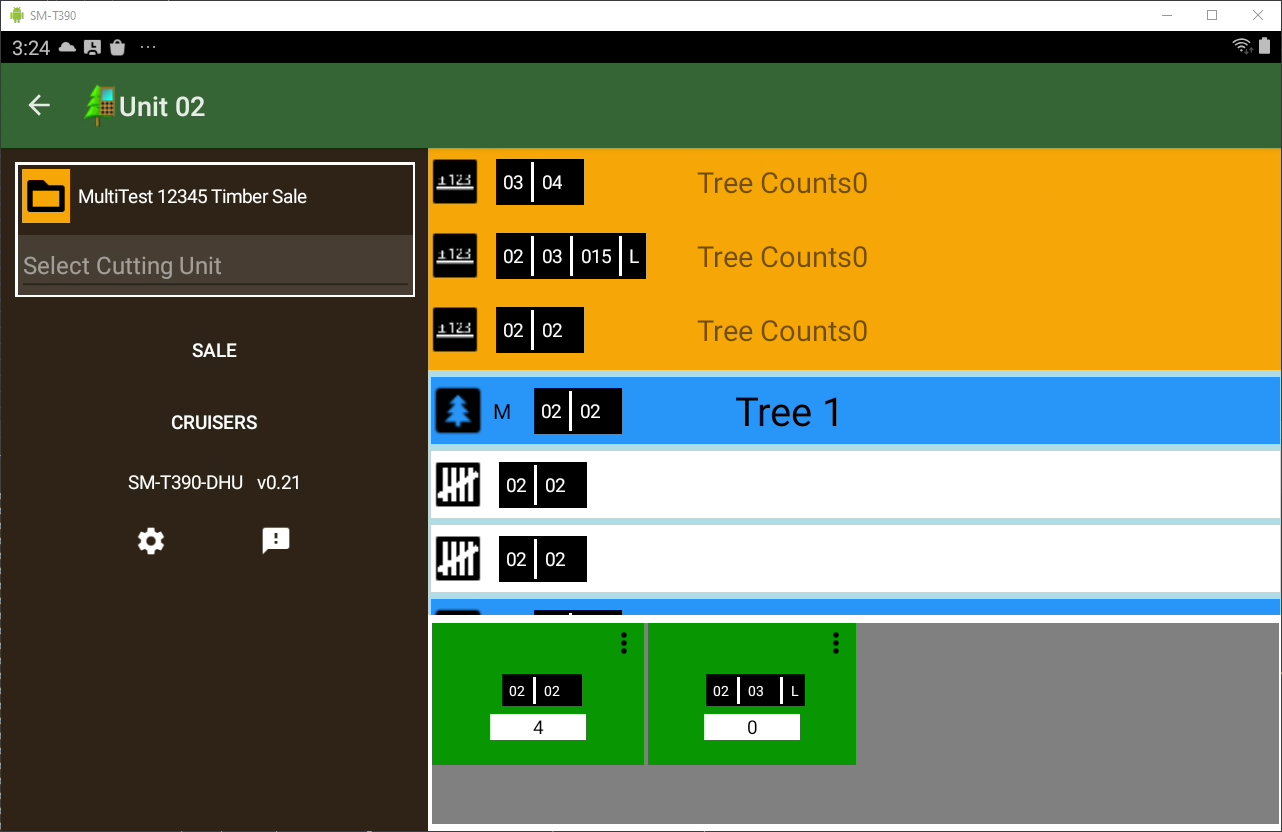 SM-T390
3:24
Unit 02
MultiTest 12345 Timber Sale
Select Cutting Unit
SALE
CRUISERS
SM-T390-DHU v0.21
±123 03 04 Tree Counts0
±123 02 03 015 L Tree Counts0
±123 02 02 Tree Counts0
M 02 02 Tree 1
02 02
02 02
02 02
4
02 03 L
0